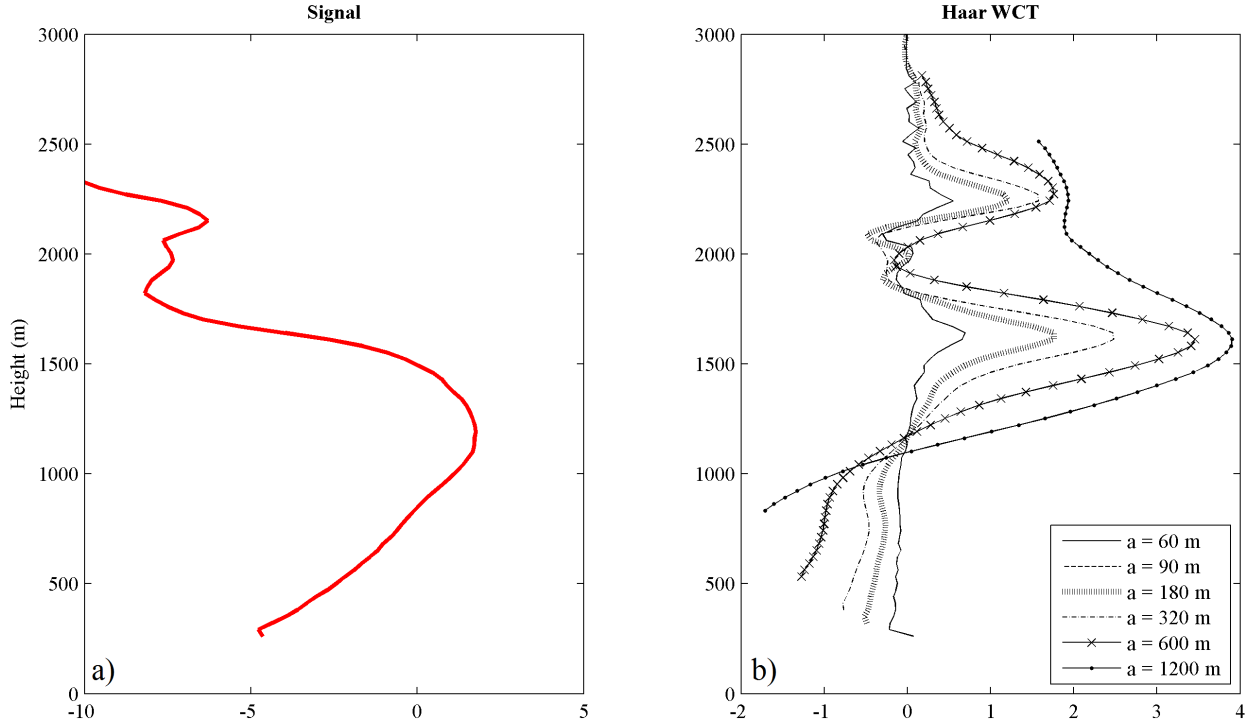 Signal
Haar WCT
Height (m)
3000
2500
2000
1500
1000
500
0
-10
-5
0
5
a)
3000
2500
2000
1500
1000
500
0
-2
-1
0
1
2
3
4
b)
a = 60 m
a = 90 m
a = 180 m
a = 320 m
a = 600 m
a = 1200 m